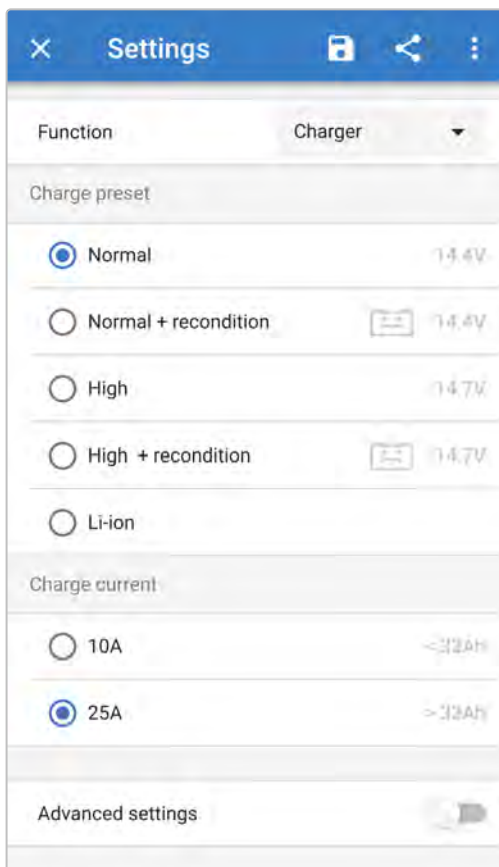 Settings
Function Charger
Charge preset
Normal 14.4V
Normal + recondition 14.4V
High 14.7V
High + recondition 14.7V
Li-ion
Charge current
10A <32Ah
25A >32Ah
Advanced settings